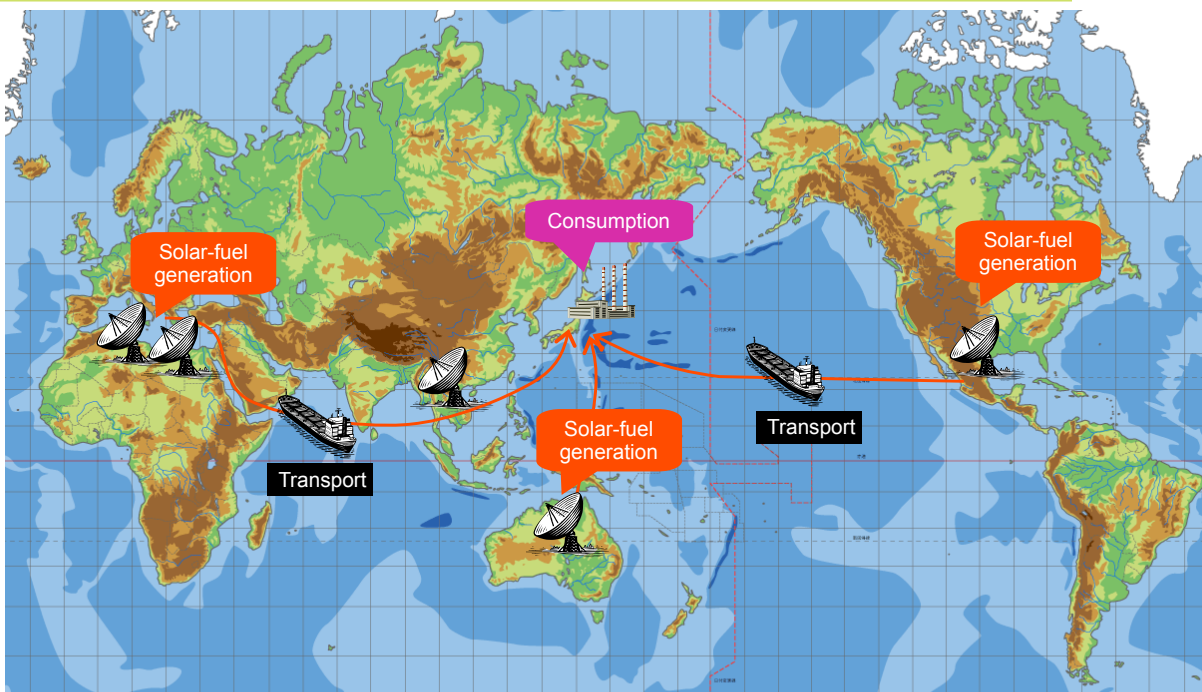 Consumption
Solar-fuel
generation
Solar-fuel
generation
Solar-fuel
generation
Transport
Transport